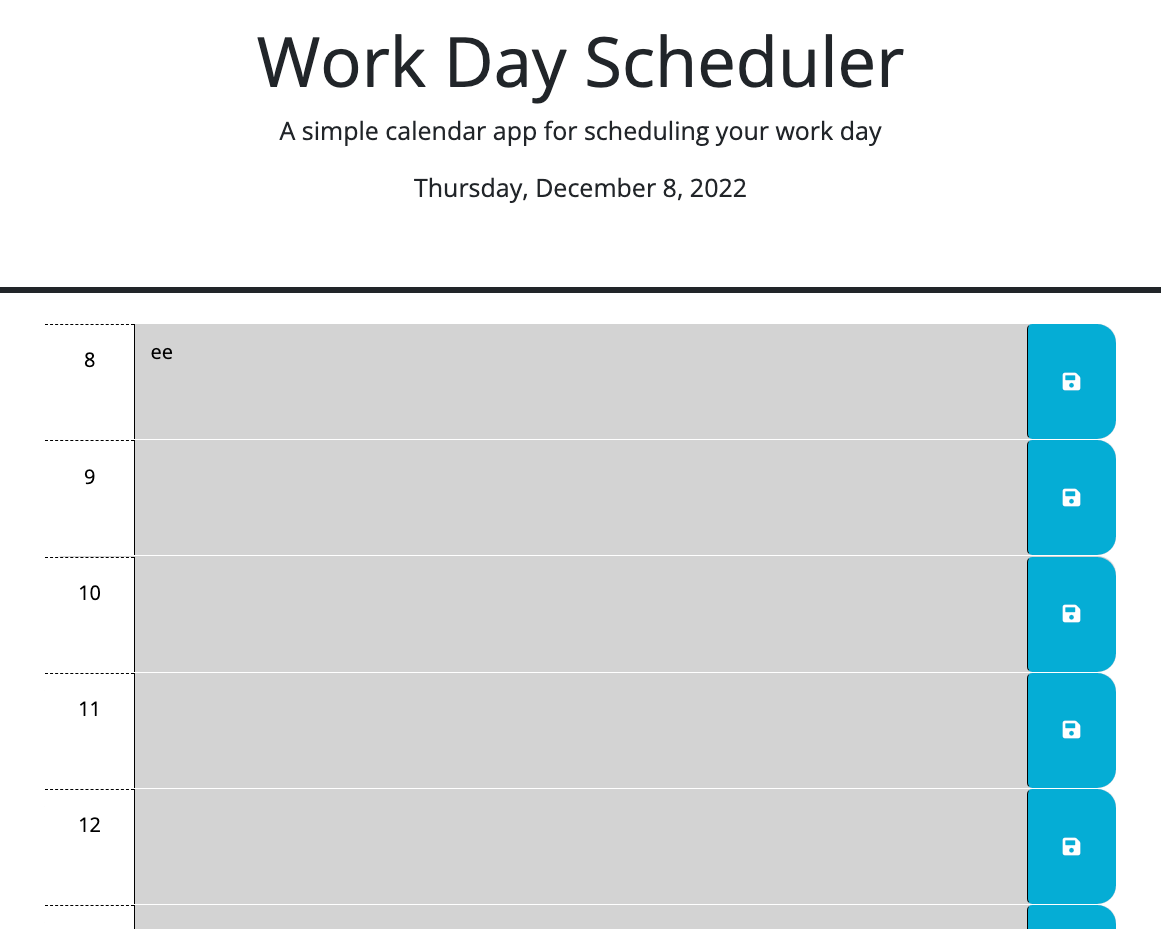 Work Day Scheduler
A simple calendar app for scheduling your work day
Thursday, December 8, 2022
8
ee
9
10
11
12